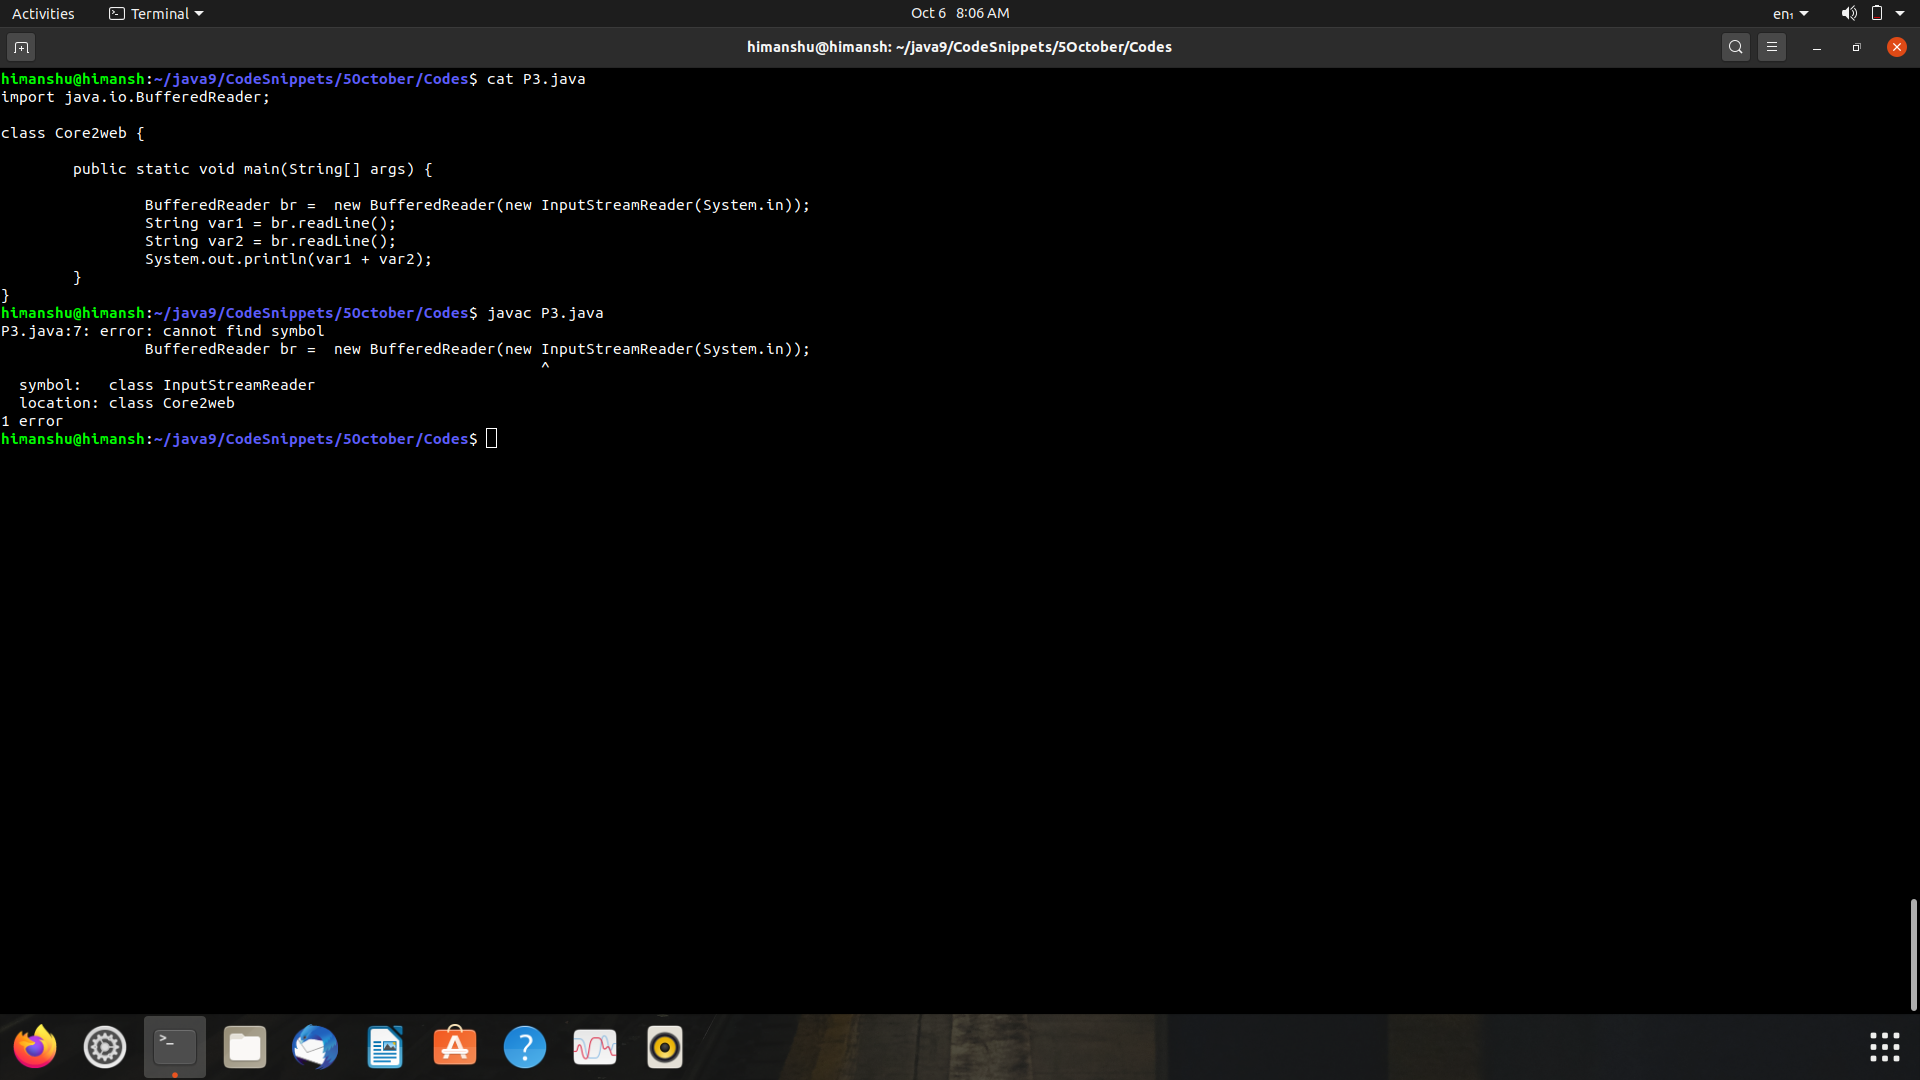 Activities Terminal Oct 6 8:06 AM en₁
himanshu@himansh: ~/java9/CodeSnippets/5October/Codes
himanshu@himansh:~/java9/CodeSnippets/5October/Codes$ cat P3.java
import java.io.BufferedReader;
class Core2web {
        public static void main(String[] args) {
                BufferedReader br =  new BufferedReader(new InputStreamReader(System.in));
                String var1 = br.readLine();
                String var2 = br.readLine();
                System.out.println(var1 + var2);
        }
}
himanshu@himansh:~/java9/CodeSnippets/5October/Codes$ javac P3.java
P3.java:7: error: cannot find symbol
                BufferedReader br =  new BufferedReader(new InputStreamReader(System.in));
                                                            ^
  symbol:   class InputStreamReader
  location: class Core2web
1 error
himanshu@himansh:~/java9/CodeSnippets/5October/Codes$